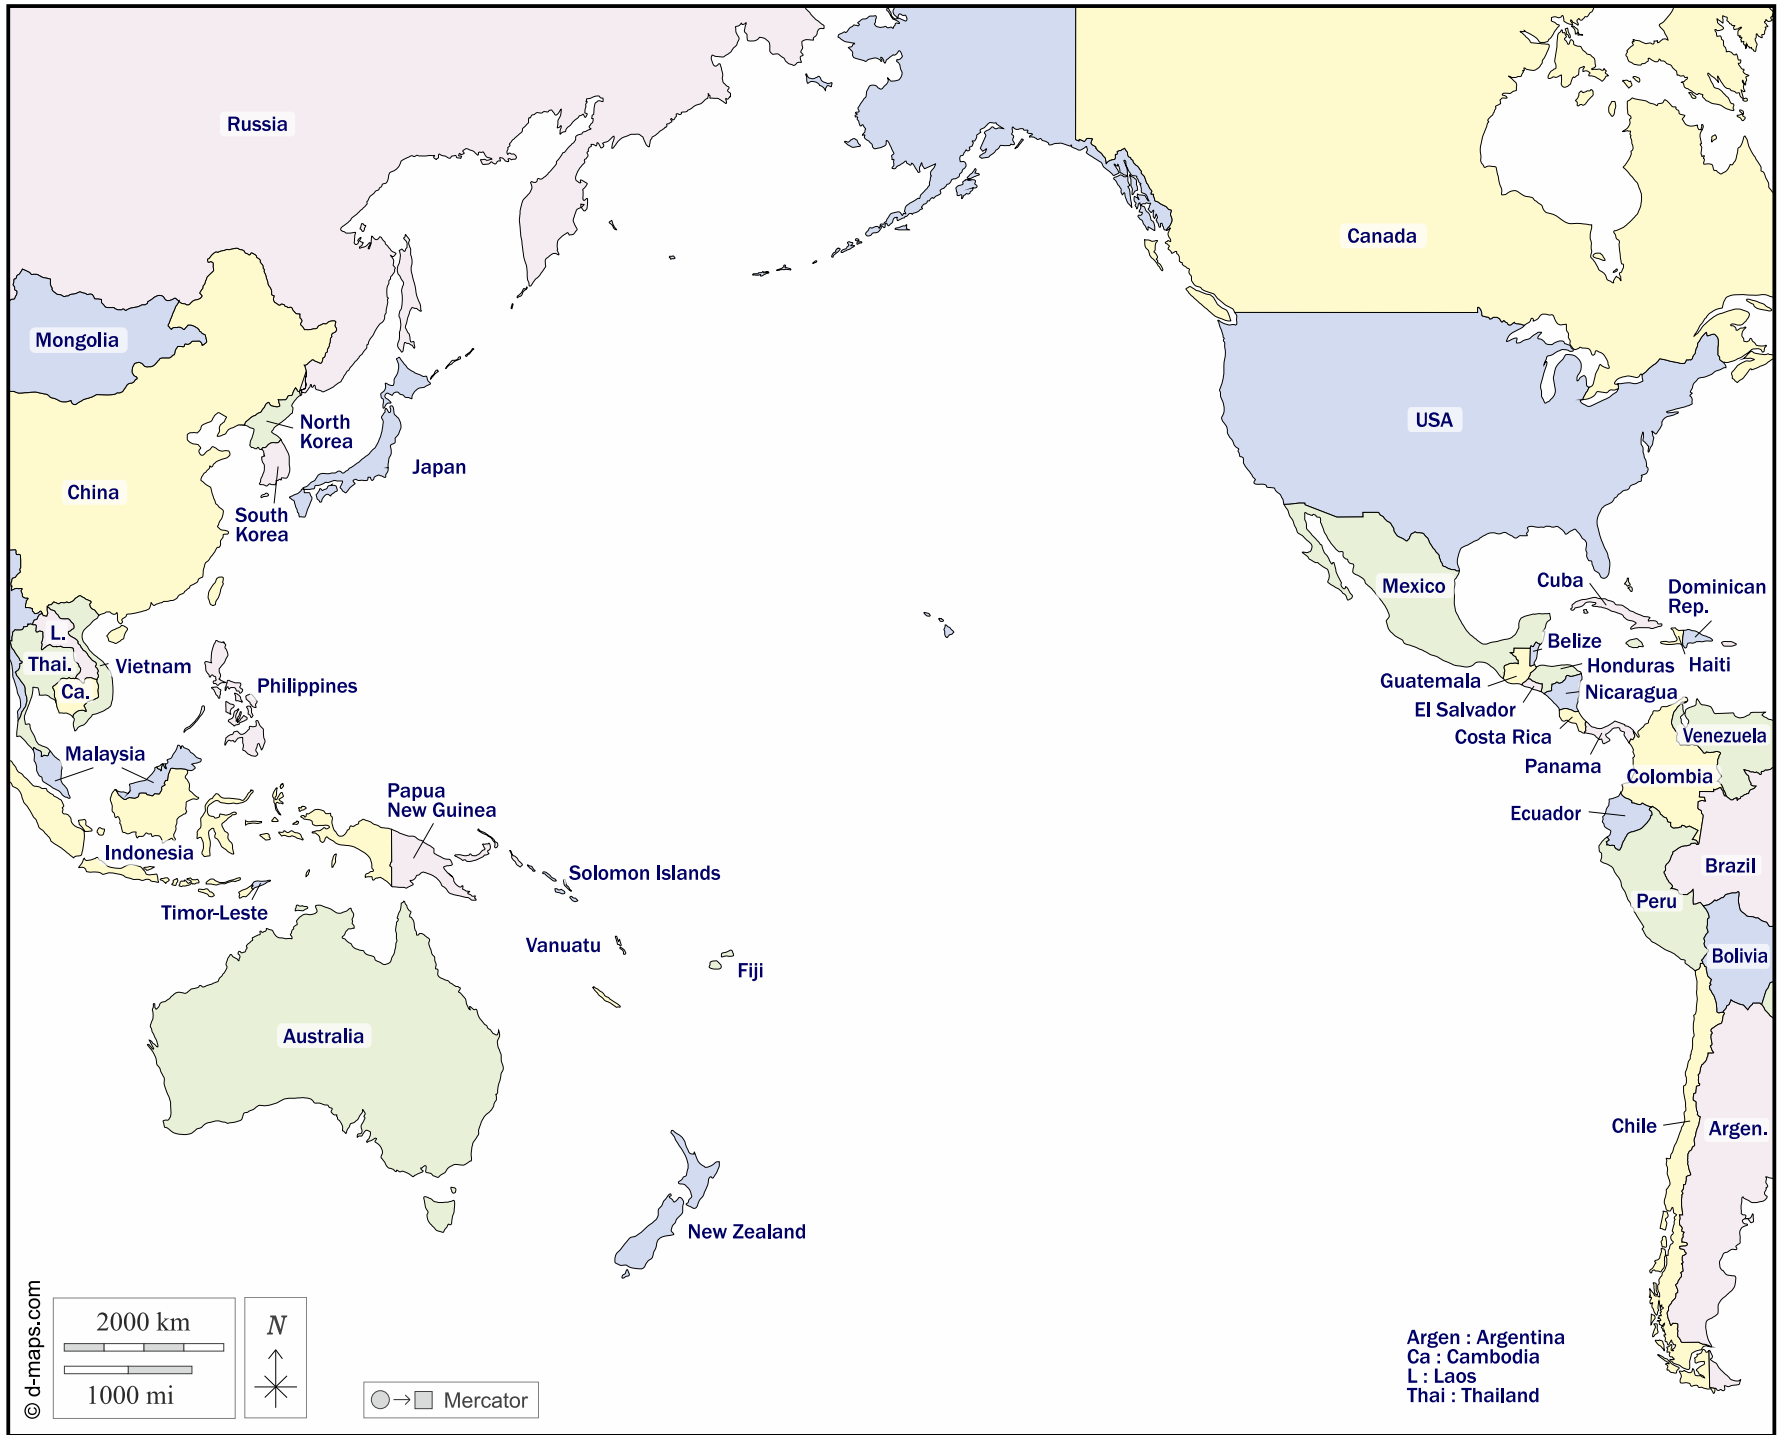 Russia
Canada
Mongolia
USA
North
Korea
Japan
China
South
Korea
Mexico
Cuba
Dominican
Rep.
L.
Belize
Thai.
Vietnam
Honduras
Haiti
Ca.
Philippines
Guatemala
Nicaragua
El Salvador
Costa Rica
Venezuela
Malaysia
Panama
Colombia
Papua
New Guinea
Ecuador
Indonesia
Solomon Islands
Brazil
Timor-Leste
Peru
Vanuatu
Fiji
Bolivia
Australia
Chile
Argen.
New Zealand
© d-maps.com
2000 km
1000 mi
N
Mercator
Argen : Argentina
Ca : Cambodia
L : Laos
Thai : Thailand